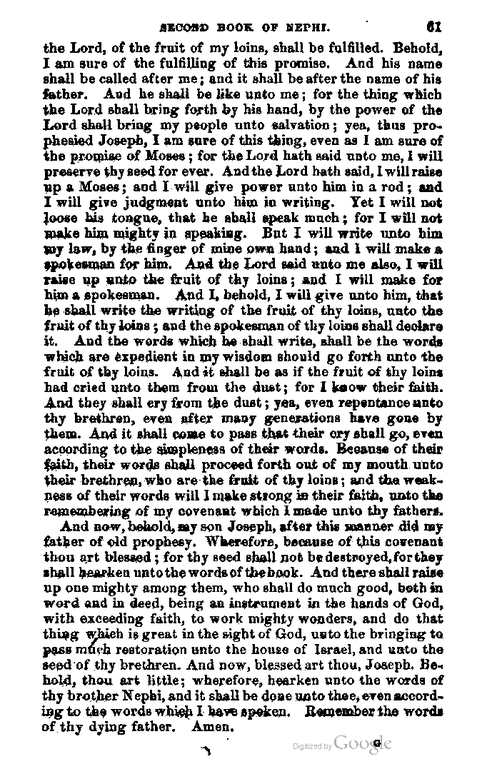 SECOND BOOK OF NEPHI. 61
the Lord, of the fruit of my loins, shall be fulfilled. Behold,
I am sure of the fulfilling of this promise. And his name
shall be called after me; and it shall be after the name of his
father. And he shall be like unto me; for the thing which
the Lord shall bring forth by his hand, by the power of the
Lord shall bring my people unto salvation; yea, thus pro-
phesied Joseph, I am sure of this thing, even as I am sure of
the promise of Moses; for the Lord hath said unto me, I will
preserve thy seed for ever. And the Lord hath said, I will raise
up a Moses; and I will give power unto him in a rod; and
I will give judgment unto him in writing. Yet I will not
loose his tongue, that he shall speak much; for I will not
make him mighty in speaking. But I will write unto him
my law, by the finger of mine own hand; and I will make a
spokesman for him. And the Lord said unto me also, I will
raise up unto the fruit of thy loins; and I will make for
him a spokesman. And I, behold, I will give unto him, that
he shall write the writing of the fruit of thy loins, unto the
fruit of thy loins; and the spokesman of thy loins shall declare
it. And the words which he shall write, shall be the words
which are expedient in my wisdom should go forth unto the
fruit of thy loins. And it shall be as if the fruit of thy loins
had cried unto them from the dust; for I know their faith.
And they shall cry from the dust; yea, even repentance unto
thy brethren, even after many generations have gone by
them. And it shall come to pass that their cry shall go, even
according to the simpleness of their words. Because of their
faith, their words shall proceed forth out of my mouth unto
their brethren, who are the fruit of thy loins; and the weak-
ness of their words will I make strong in their faith, unto the
remembering of my covenant which I made unto thy fathers.
And now, behold, my son Joseph, after this manner did my
father of old prophesy. Wherefore, because of this covenant
thou art blessed; for thy seed shall not be destroyed, for they
shall hearken unto the words of the book. And there shall raise
up one mighty among them, who shall do much good, both in
word and in deed, being an instrument in the hands of God,
with exceeding faith, to work mighty wonders, and do that
thing which is great in the sight of God, unto the bringing to
pass much restoration unto the house of Israel, and unto the
seed of thy brethren. And now, blessed art thou, Joseph. Be-
hold, thou art little; wherefore, hearken unto the words of
thy brother Nephi, and it shall be done unto thee, even accord-
ing to the words which I have spoken. Remember the words
of thy dying father. Amen.
Digitized by Google